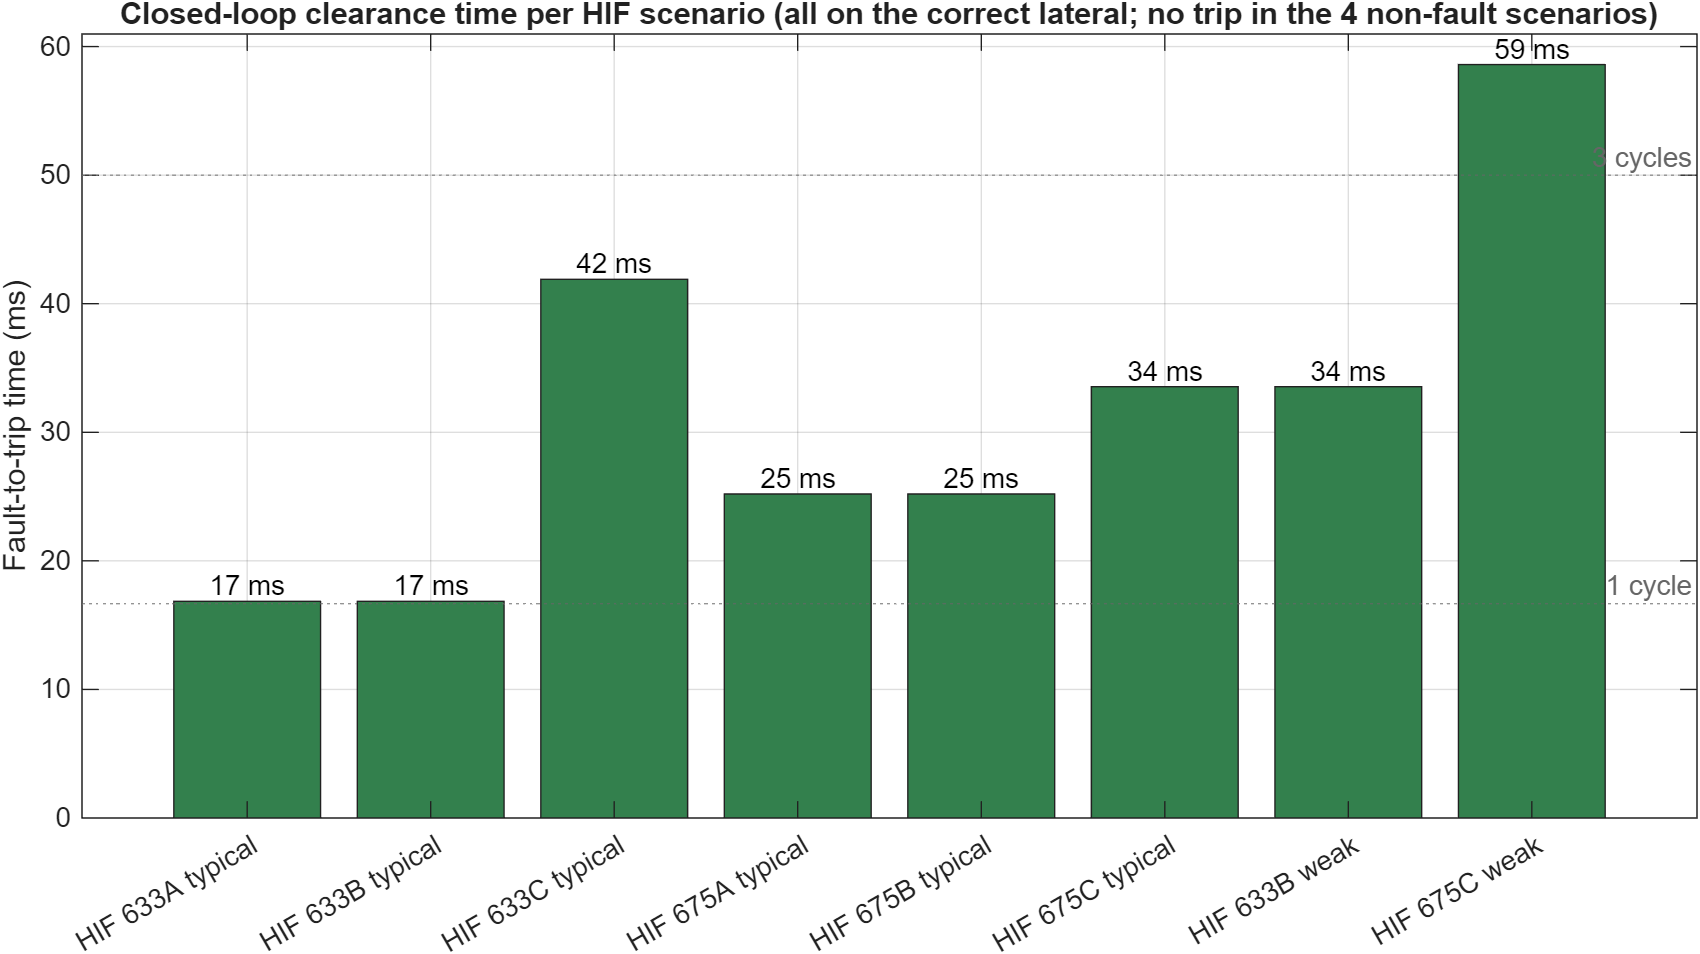 Closed-loop clearance time per HIF scenario (all on the correct lateral; no trip in the 4 non-fault scenarios)
Fault-to-trip time (ms)
60
50
40
30
20
10
0
17 ms
17 ms
42 ms
25 ms
25 ms
34 ms
34 ms
59 ms
3 cycles
1 cycle
HIF 633A typical
HIF 633B typical
HIF 633C typical
HIF 675A typical
HIF 675B typical
HIF 675C typical
HIF 633B weak
HIF 675C weak